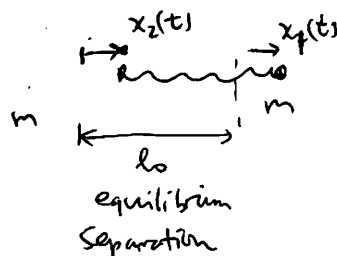 x₂(t)
x₁(t)
m
m
l₀
equilibrium
separation